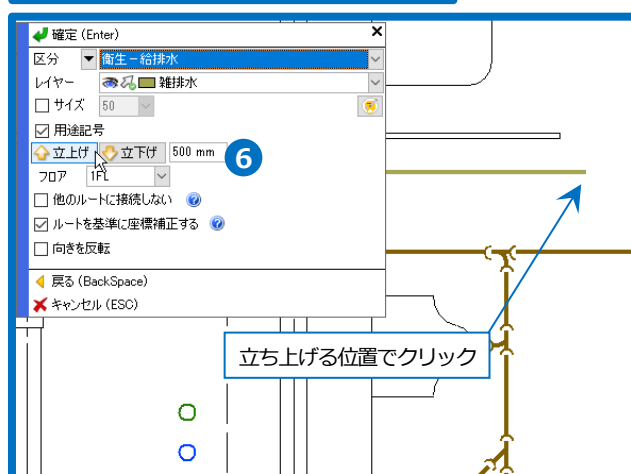 確定 (Enter)
区分 衛生－給排水
レイヤー 雑排水
サイズ 50
用途記号
立上げ 立下げ 500 mm
6
フロア 1FL
他のルートに接続しない
ルートを基準に座標補正する
向きを反転
戻る (BackSpace)
キャンセル (ESC)
立ち上げる位置でクリック